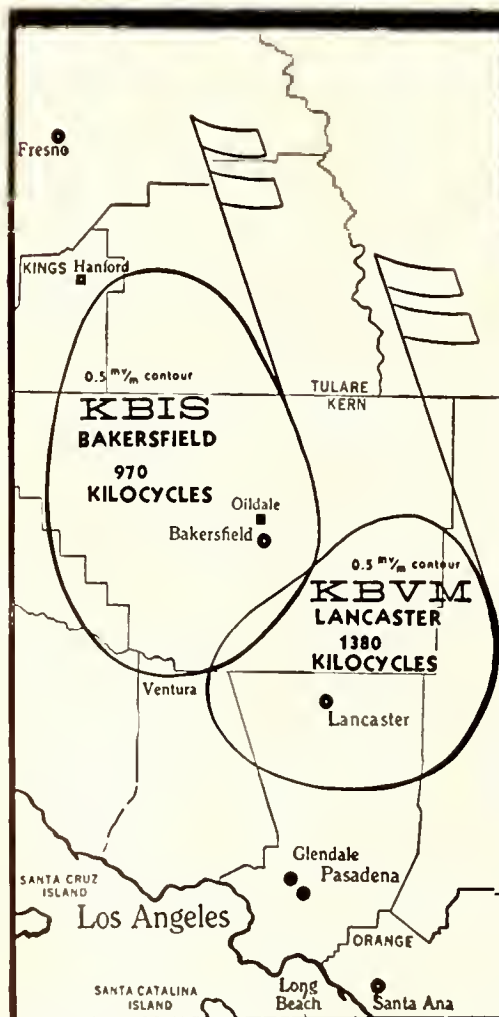 Fresno
KINGS Hanford
0.5 mv/m contour
TULARE
KERN
KBIS
BAKERSFIELD
970
KILOCYCLES
Oildale
Bakersfield
0.5 mv/m contour
KBVM
LANCASTER
1380
KILOCYCLES
Ventura
Lancaster
Glendale
Pasadena
SANTA CRUZ
ISLAND
Los Angeles
ORANGE
SANTA CATALINA
ISLAND
Long
Beach
Santa Ana